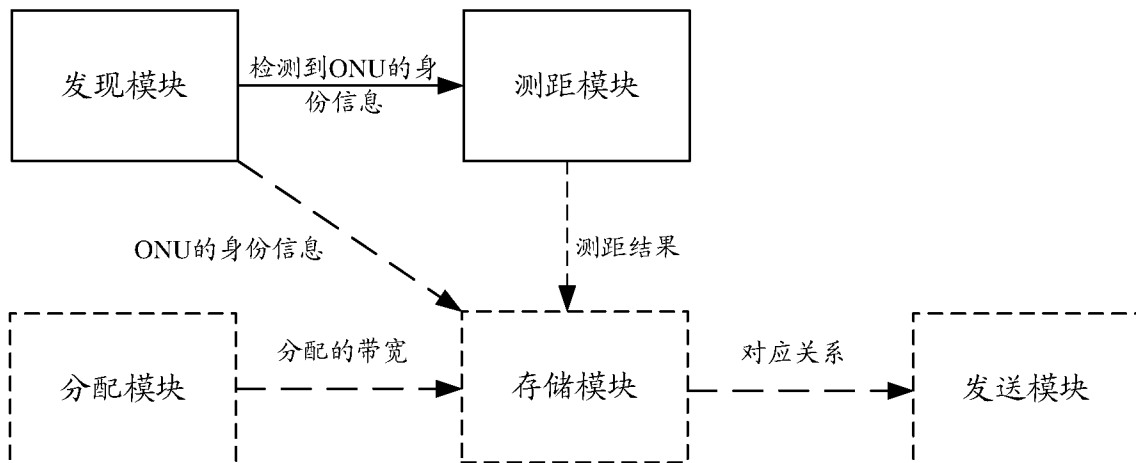 发现模块
检测到ONU的身
份信息
测距模块
ONU的身份信息
测距结果
分配模块
分配的带宽
存储模块
对应关系
发送模块